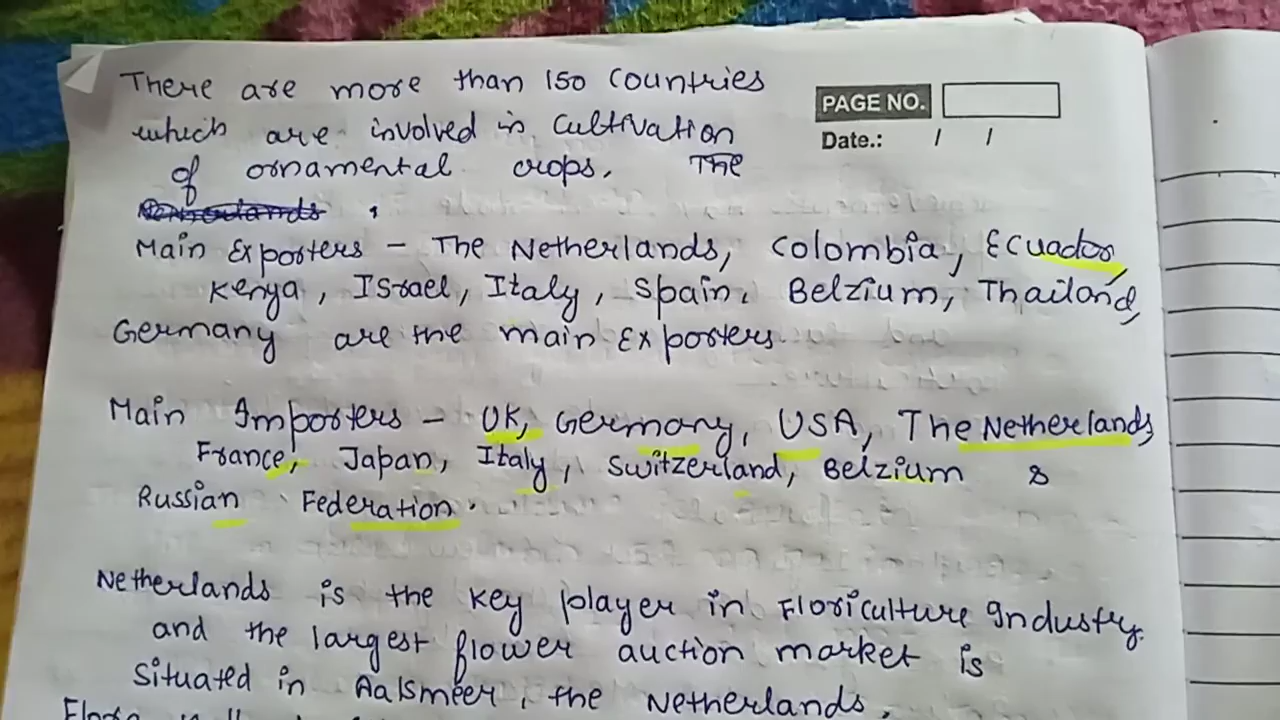 There are more than 150 countries
PAGE NO.
which are involved in cultivation
Date.: / /
of ornamental crops. The
Netherlands
Main Exporters - The Netherlands, Colombia, Ecuador,
Kenya, Israel, Italy, Spain, Belzium, Thailand,
Germany are the main Exporters
Main Importers - UK, Germany, USA, The Netherlands
France, Japan, Italy, Switzerland, Belzium &
Russian Federation.
Netherlands is the key player in Floriculture Industry.
and the largest flower auction market is
situated in Aalsmeer, the Netherlands.